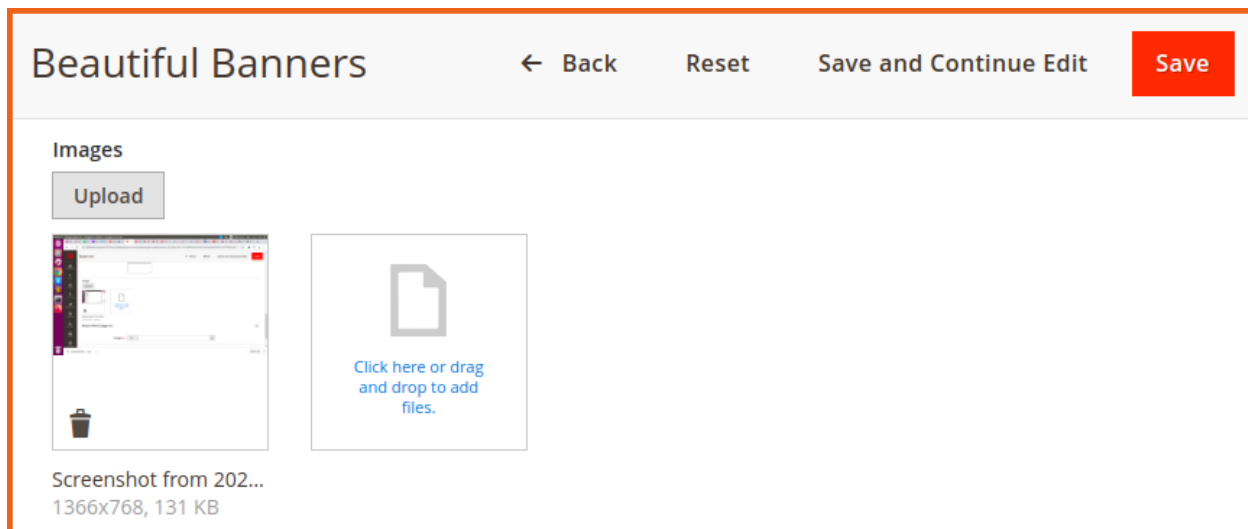 Beautiful Banners
← Back
Reset
Save and Continue Edit
Save
Images
Upload
Click here or drag
and drop to add
files.
Screenshot from 202...
1366x768, 131 KB